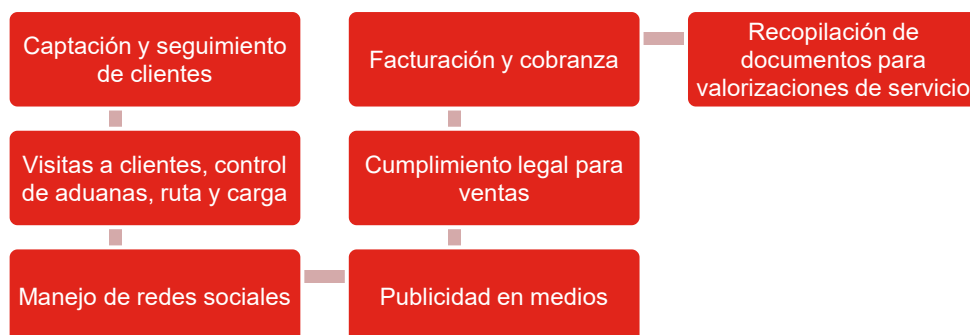 Captación y seguimiento
de clientes
Visitas a clientes, control
de aduanas, ruta y carga
Manejo de redes sociales
Publicidad en medios
Cumplimiento legal para
ventas
Facturación y cobranza
Recopilación de
documentos para
valorizaciones de servicio